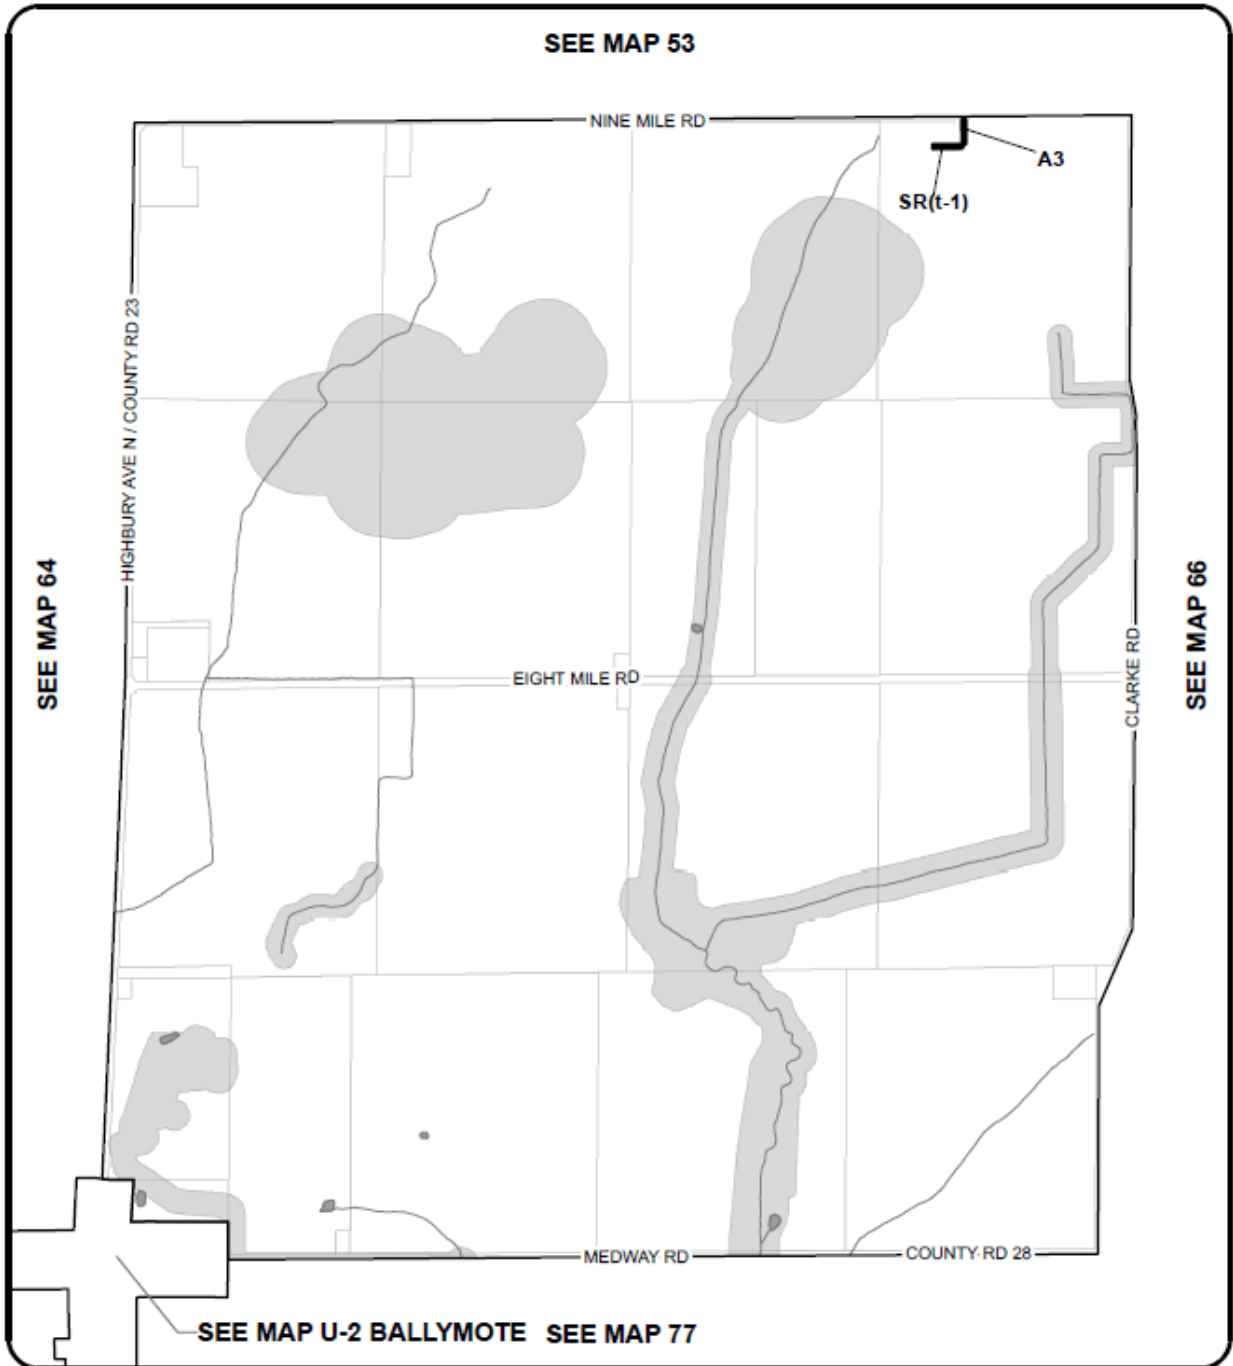 SEE MAP 53
NINE MILE RD
A3
SR(t-1)
HIGHBURY AVE N / COUNTY RD 23
SEE MAP 64
SEE MAP 66
EIGHT MILE RD
CLARKE RD
MEDWAY RD
COUNTY RD 28
SEE MAP U-2 BALLYMOTE
SEE MAP 77